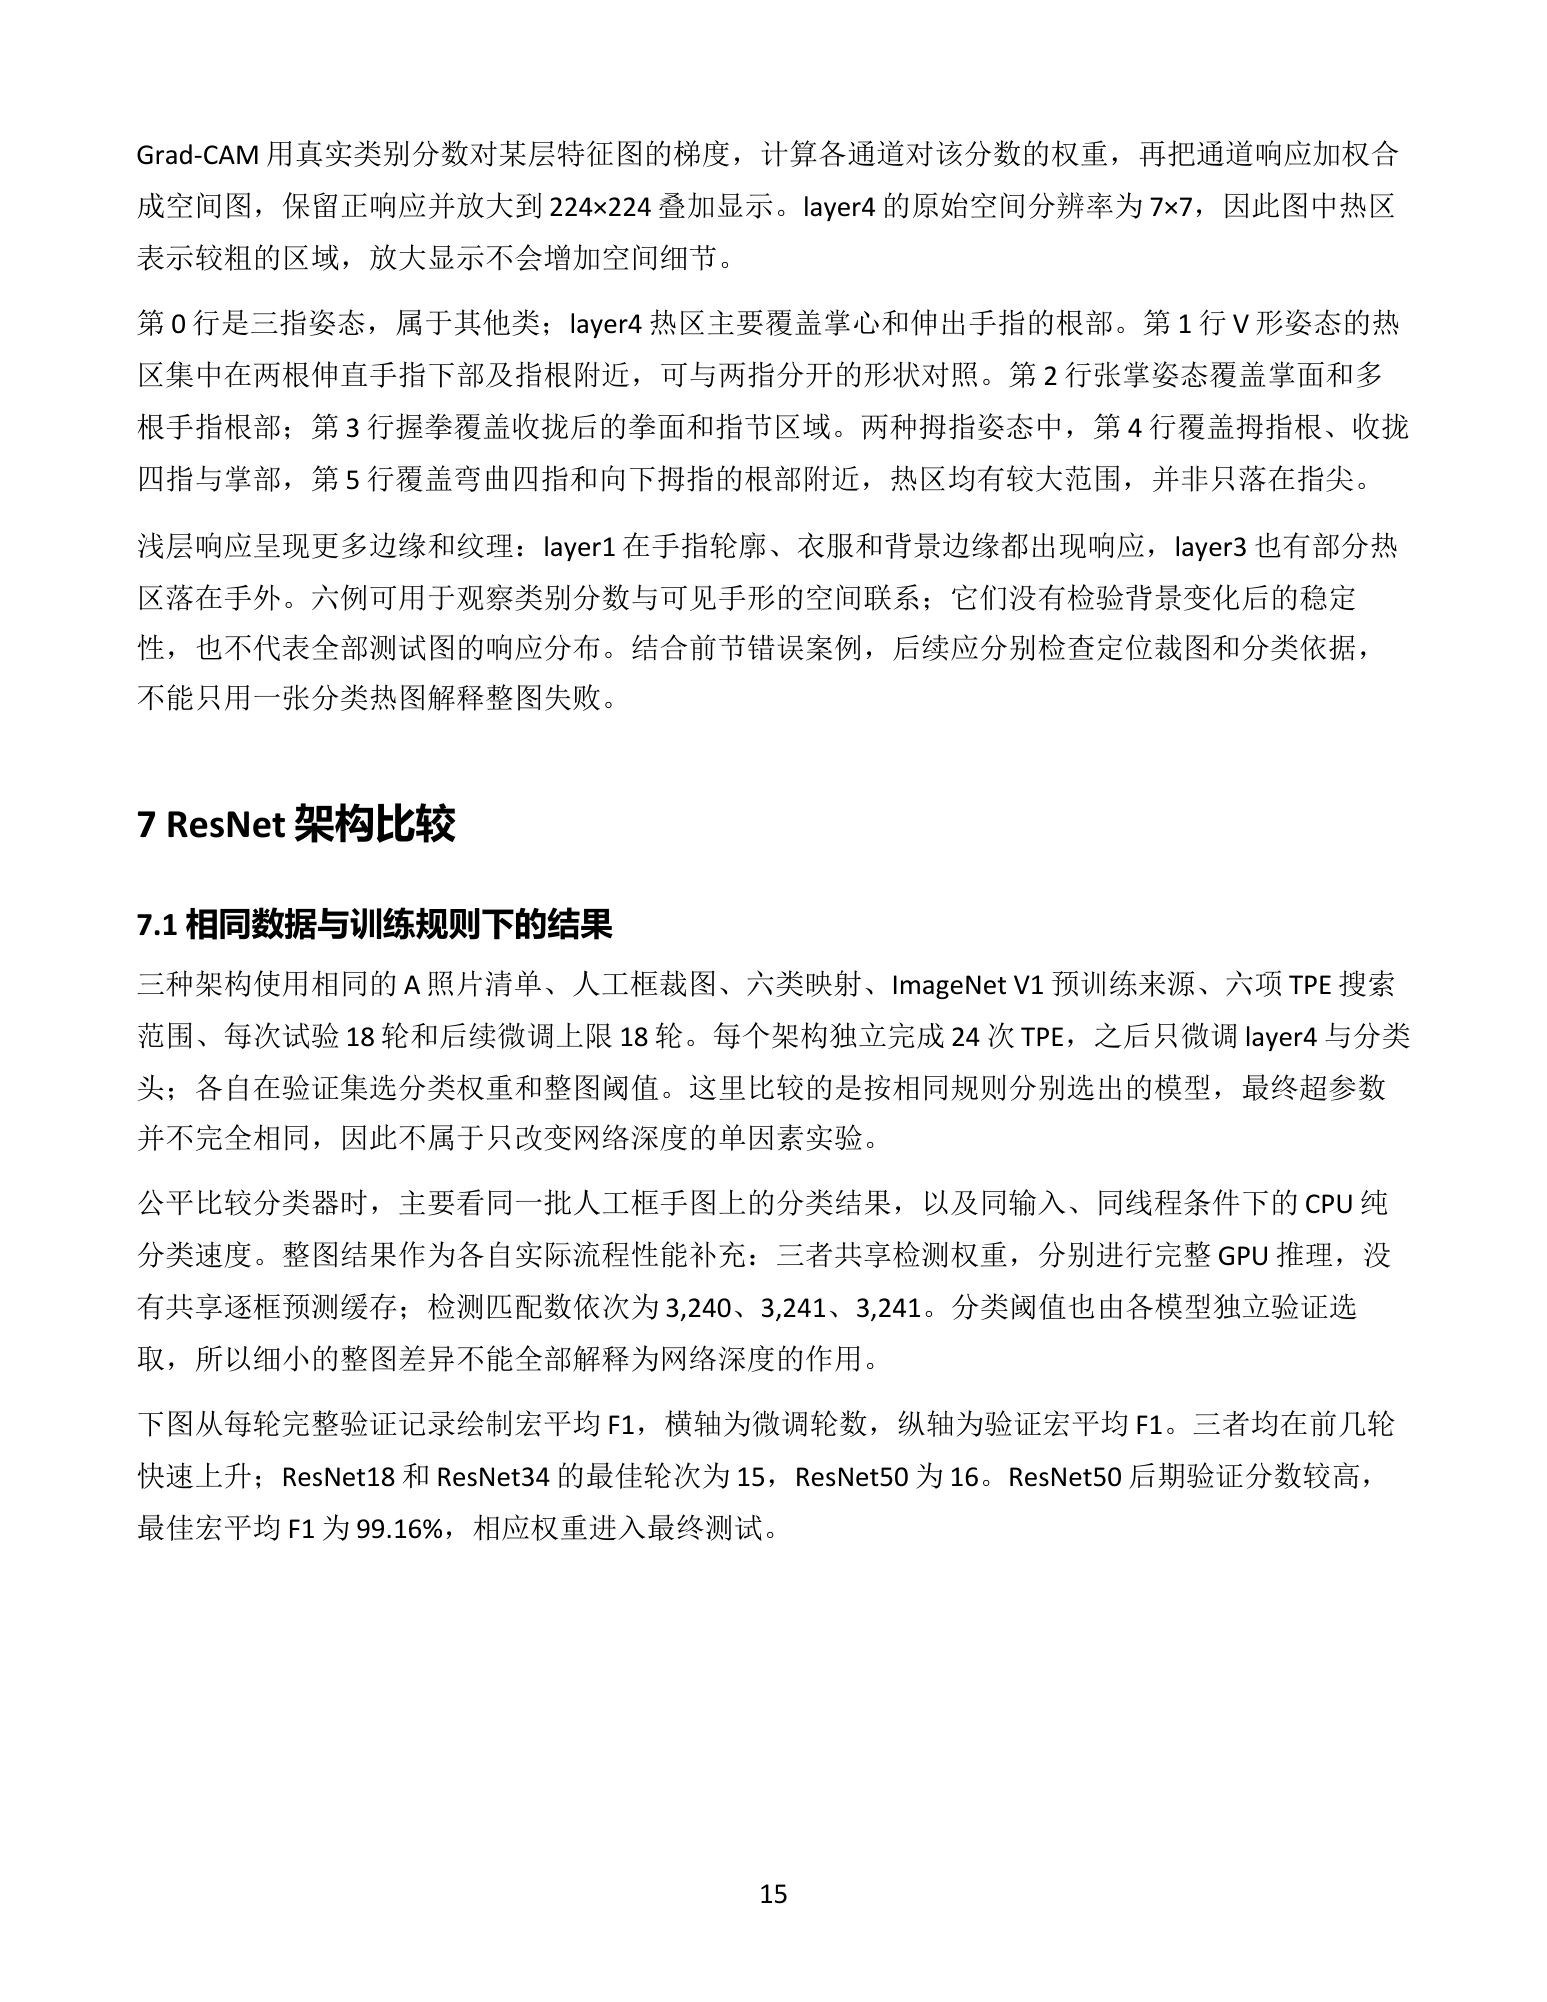 Grad-CAM 用真实类别分数对某层特征图的梯度，计算各通道对该分数的权重，再把通道响应加权合
成空间图，保留正响应并放大到 224×224 叠加显示。layer4 的原始空间分辨率为 7×7，因此图中热区
表示较粗的区域，放大显示不会增加空间细节。
第 0 行是三指姿态，属于其他类；layer4 热区主要覆盖掌心和伸出手指的根部。第 1 行 V 形姿态的热
区集中在两根伸直手指下部及指根附近，可与两指分开的形状对照。第 2 行张掌姿态覆盖掌面和多
根手指根部；第 3 行握拳覆盖收拢后的拳面和指节区域。两种拇指姿态中，第 4 行覆盖拇指根、收拢
四指与掌部，第 5 行覆盖弯曲四指和向下拇指的根部附近，热区均有较大范围，并非只落在指尖。
浅层响应呈现更多边缘和纹理：layer1 在手指轮廓、衣服和背景边缘都出现响应，layer3 也有部分热
区落在手外。六例可用于观察类别分数与可见手形的空间联系；它们没有检验背景变化后的稳定
性，也不代表全部测试图的响应分布。结合前节错误案例，后续应分别检查定位裁图和分类依据，
不能只用一张分类热图解释整图失败。
7 ResNet 架构比较
7.1 相同数据与训练规则下的结果
三种架构使用相同的 A 照片清单、人工框裁图、六类映射、ImageNet V1 预训练来源、六项 TPE 搜索
范围、每次试验 18 轮和后续微调上限 18 轮。每个架构独立完成 24 次 TPE，之后只微调 layer4 与分类
头；各自在验证集选分类权重和整图阈值。这里比较的是按相同规则分别选出的模型，最终超参数
并不完全相同，因此不属于只改变网络深度的单因素实验。
公平比较分类器时，主要看同一批人工框手图上的分类结果，以及同输入、同线程条件下的 CPU 纯
分类速度。整图结果作为各自实际流程性能补充：三者共享检测权重，分别进行完整 GPU 推理，没
有共享逐框预测缓存；检测匹配数依次为 3,240、3,241、3,241。分类阈值也由各模型独立验证选
取，所以细小的整图差异不能全部解释为网络深度的作用。
下图从每轮完整验证记录绘制宏平均 F1，横轴为微调轮数，纵轴为验证宏平均 F1。三者均在前几轮
快速上升；ResNet18 和 ResNet34 的最佳轮次为 15，ResNet50 为 16。ResNet50 后期验证分数较高，
最佳宏平均 F1 为 99.16%，相应权重进入最终测试。
15